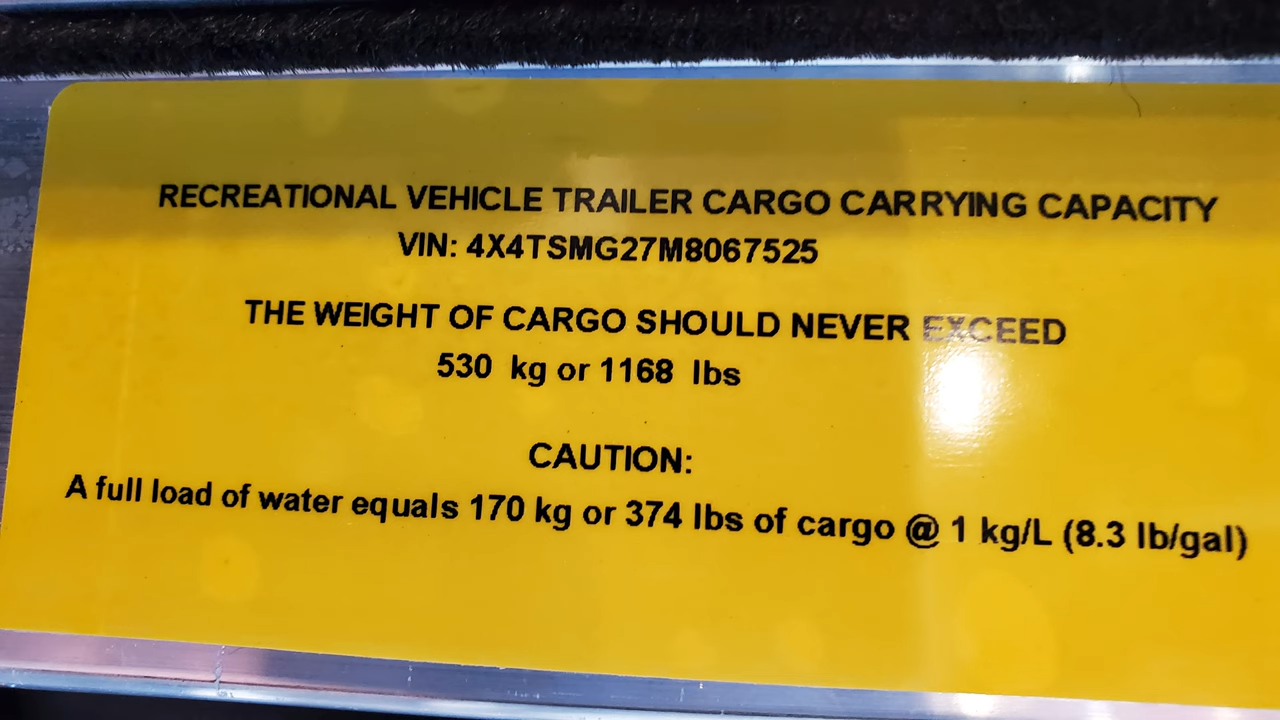 RECREATIONAL VEHICLE TRAILER CARGO CARRYING CAPACITY
VIN: 4X4TSMG27M8067525
THE WEIGHT OF CARGO SHOULD NEVER EXCEED
530 kg or 1168 lbs
CAUTION:
A full load of water equals 170 kg or 374 lbs of cargo @ 1 kg/L (8.3 lb/gal)